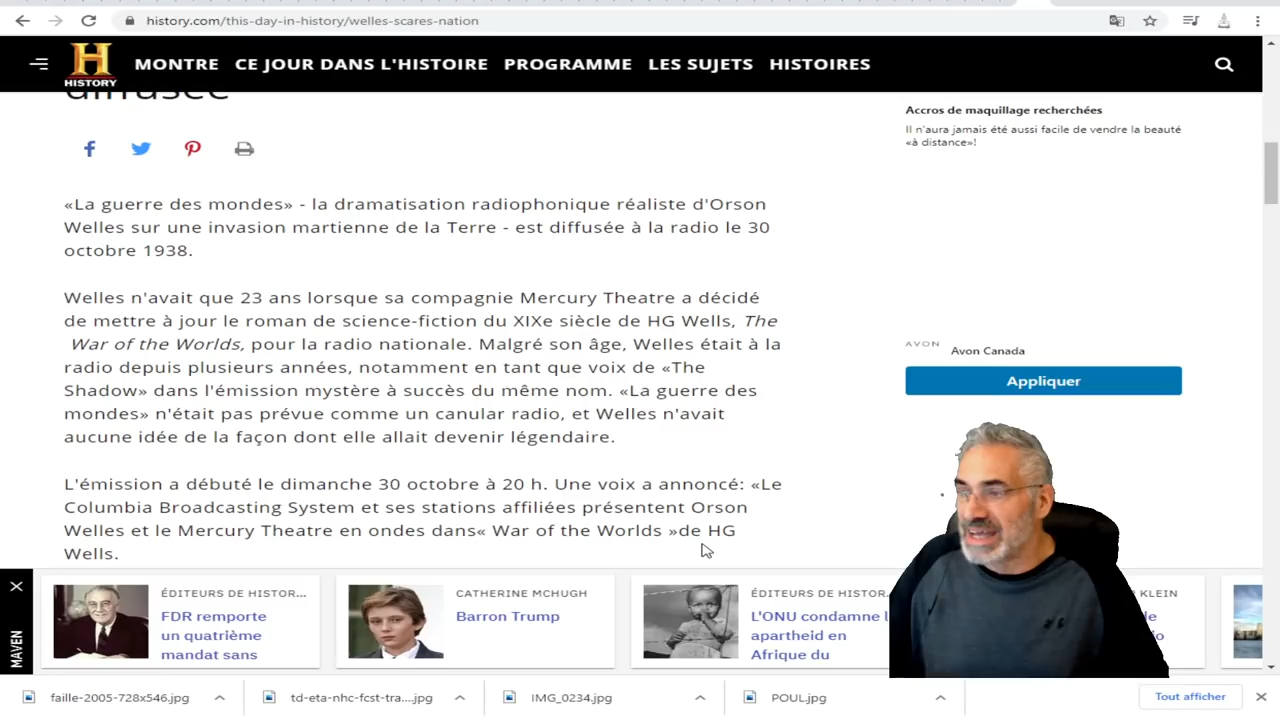 history.com/this-day-in-history/welles-scares-nation
HISTORY
MONTRE CE JOUR DANS L'HISTOIRE PROGRAMME LES SUJETS HISTOIRES
diffusée
Accros de maquillage recherchées
Il n'aura jamais été aussi facile de vendre la beauté
«à distance»!
«La guerre des mondes» - la dramatisation radiophonique réaliste d'Orson
Welles sur une invasion martienne de la Terre - est diffusée à la radio le 30
octobre 1938.
Welles n'avait que 23 ans lorsque sa compagnie Mercury Theatre a décidé
de mettre à jour le roman de science-fiction du XIXe siècle de HG Wells, The
War of the Worlds, pour la radio nationale. Malgré son âge, Welles était à la
radio depuis plusieurs années, notamment en tant que voix de «The
Shadow» dans l'émission mystère à succès du même nom. «La guerre des
mondes» n'était pas prévue comme un canular radio, et Welles n'avait
aucune idée de la façon dont elle allait devenir légendaire.
AVON
Avon Canada
Appliquer
L'émission a débuté le dimanche 30 octobre à 20 h. Une voix a annoncé: «Le
Columbia Broadcasting System et ses stations affiliées présentent Orson
Welles et le Mercury Theatre en ondes dans« War of the Worlds »de HG
Wells.
MAVEN
ÉDITEURS DE HISTOR...
FDR remporte
un quatrième
mandat sans
CATHERINE MCHUGH
Barron Trump
ÉDITEURS DE HISTOR
L'ONU condamne l
apartheid en
Afrique du
KLEIN
faille-2005-728x546.jpg
td-eta-nhc-fcst-tra....jpg
IMG_0234.jpg
POUL.jpg
Tout afficher